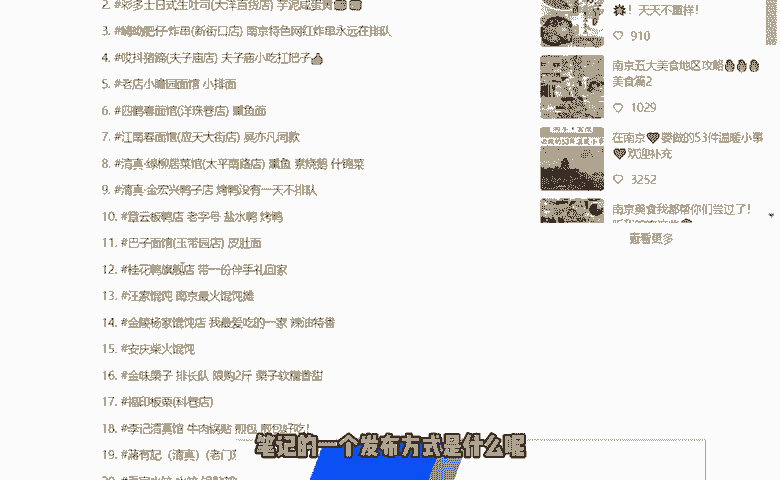 2. #彩多士日式生吐司(大洋百货店) 芋泥咸蛋黄
3. #嗨动肥仔炸串(新街口店) 南京特色网红炸串永远在排队
4. #哎抖猪蹄(夫子庙店) 夫子庙小吃扛把子
5. #老店小 园面馆 小排面
6. #四鹤春面馆(洋珠巷店) 熏鱼面
7. #江南春面馆(应天大街店) 吴亦凡同款
8. #清真·绿柳居菜馆(太平南路店) 熏鱼 素烧鹅 什锦菜
9. #清真·金宏兴鸭子店 烤鸭没有一天不排队
10. #章云板鸭店 老字号 盐水鸭 烤鸭
11. #巴子面馆(玉带园店) 皮肚面
12. #桂花鸭旗舰店 带一份伴手礼回家
13. #汪家馄饨 南京最火馄饨摊
14. #金陵杨家馄饨店 我最爱吃的一家 辣油特香
15. #安庆柴火馄饨
16. #金味栗子 排长队 限购2斤 栗子软糯香甜
17. #福印板栗(科巷店)
18. #李记清真馆 牛肉锅贴 煎包 煎包好吃!
19. #蒋有記（清真）(老门
20.
！天天不重样！
910
南京五大美食地区攻略
美食篇2
1029
在南京 要做的53件温暖小事
欢迎补充
3252
南京美食我都帮你们尝过了！
查看更多
笔记的一个发布方式是什么呢